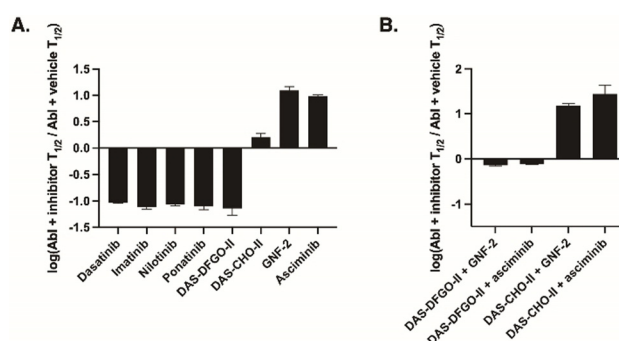 A.
log(Abl + inhibitor T1/2 / Abl + vehicle T1/2)
1.5
1.0
0.5
0.0
-0.5
-1.0
-1.5
Dasatinib
Imatinib
Nilotinib
Ponatinib
DAS-DFGO-II
DAS-CHO-II
GNF-2
Asciminib
B.
log(Abl + inhibitor T1/2 / Abl + vehicle T1/2)
2
1
0
-1
DAS-DFGO-II + GNF-2
DAS-DFGO-II + asciminib
DAS-CHO-II + GNF-2
DAS-CHO-II + asciminib